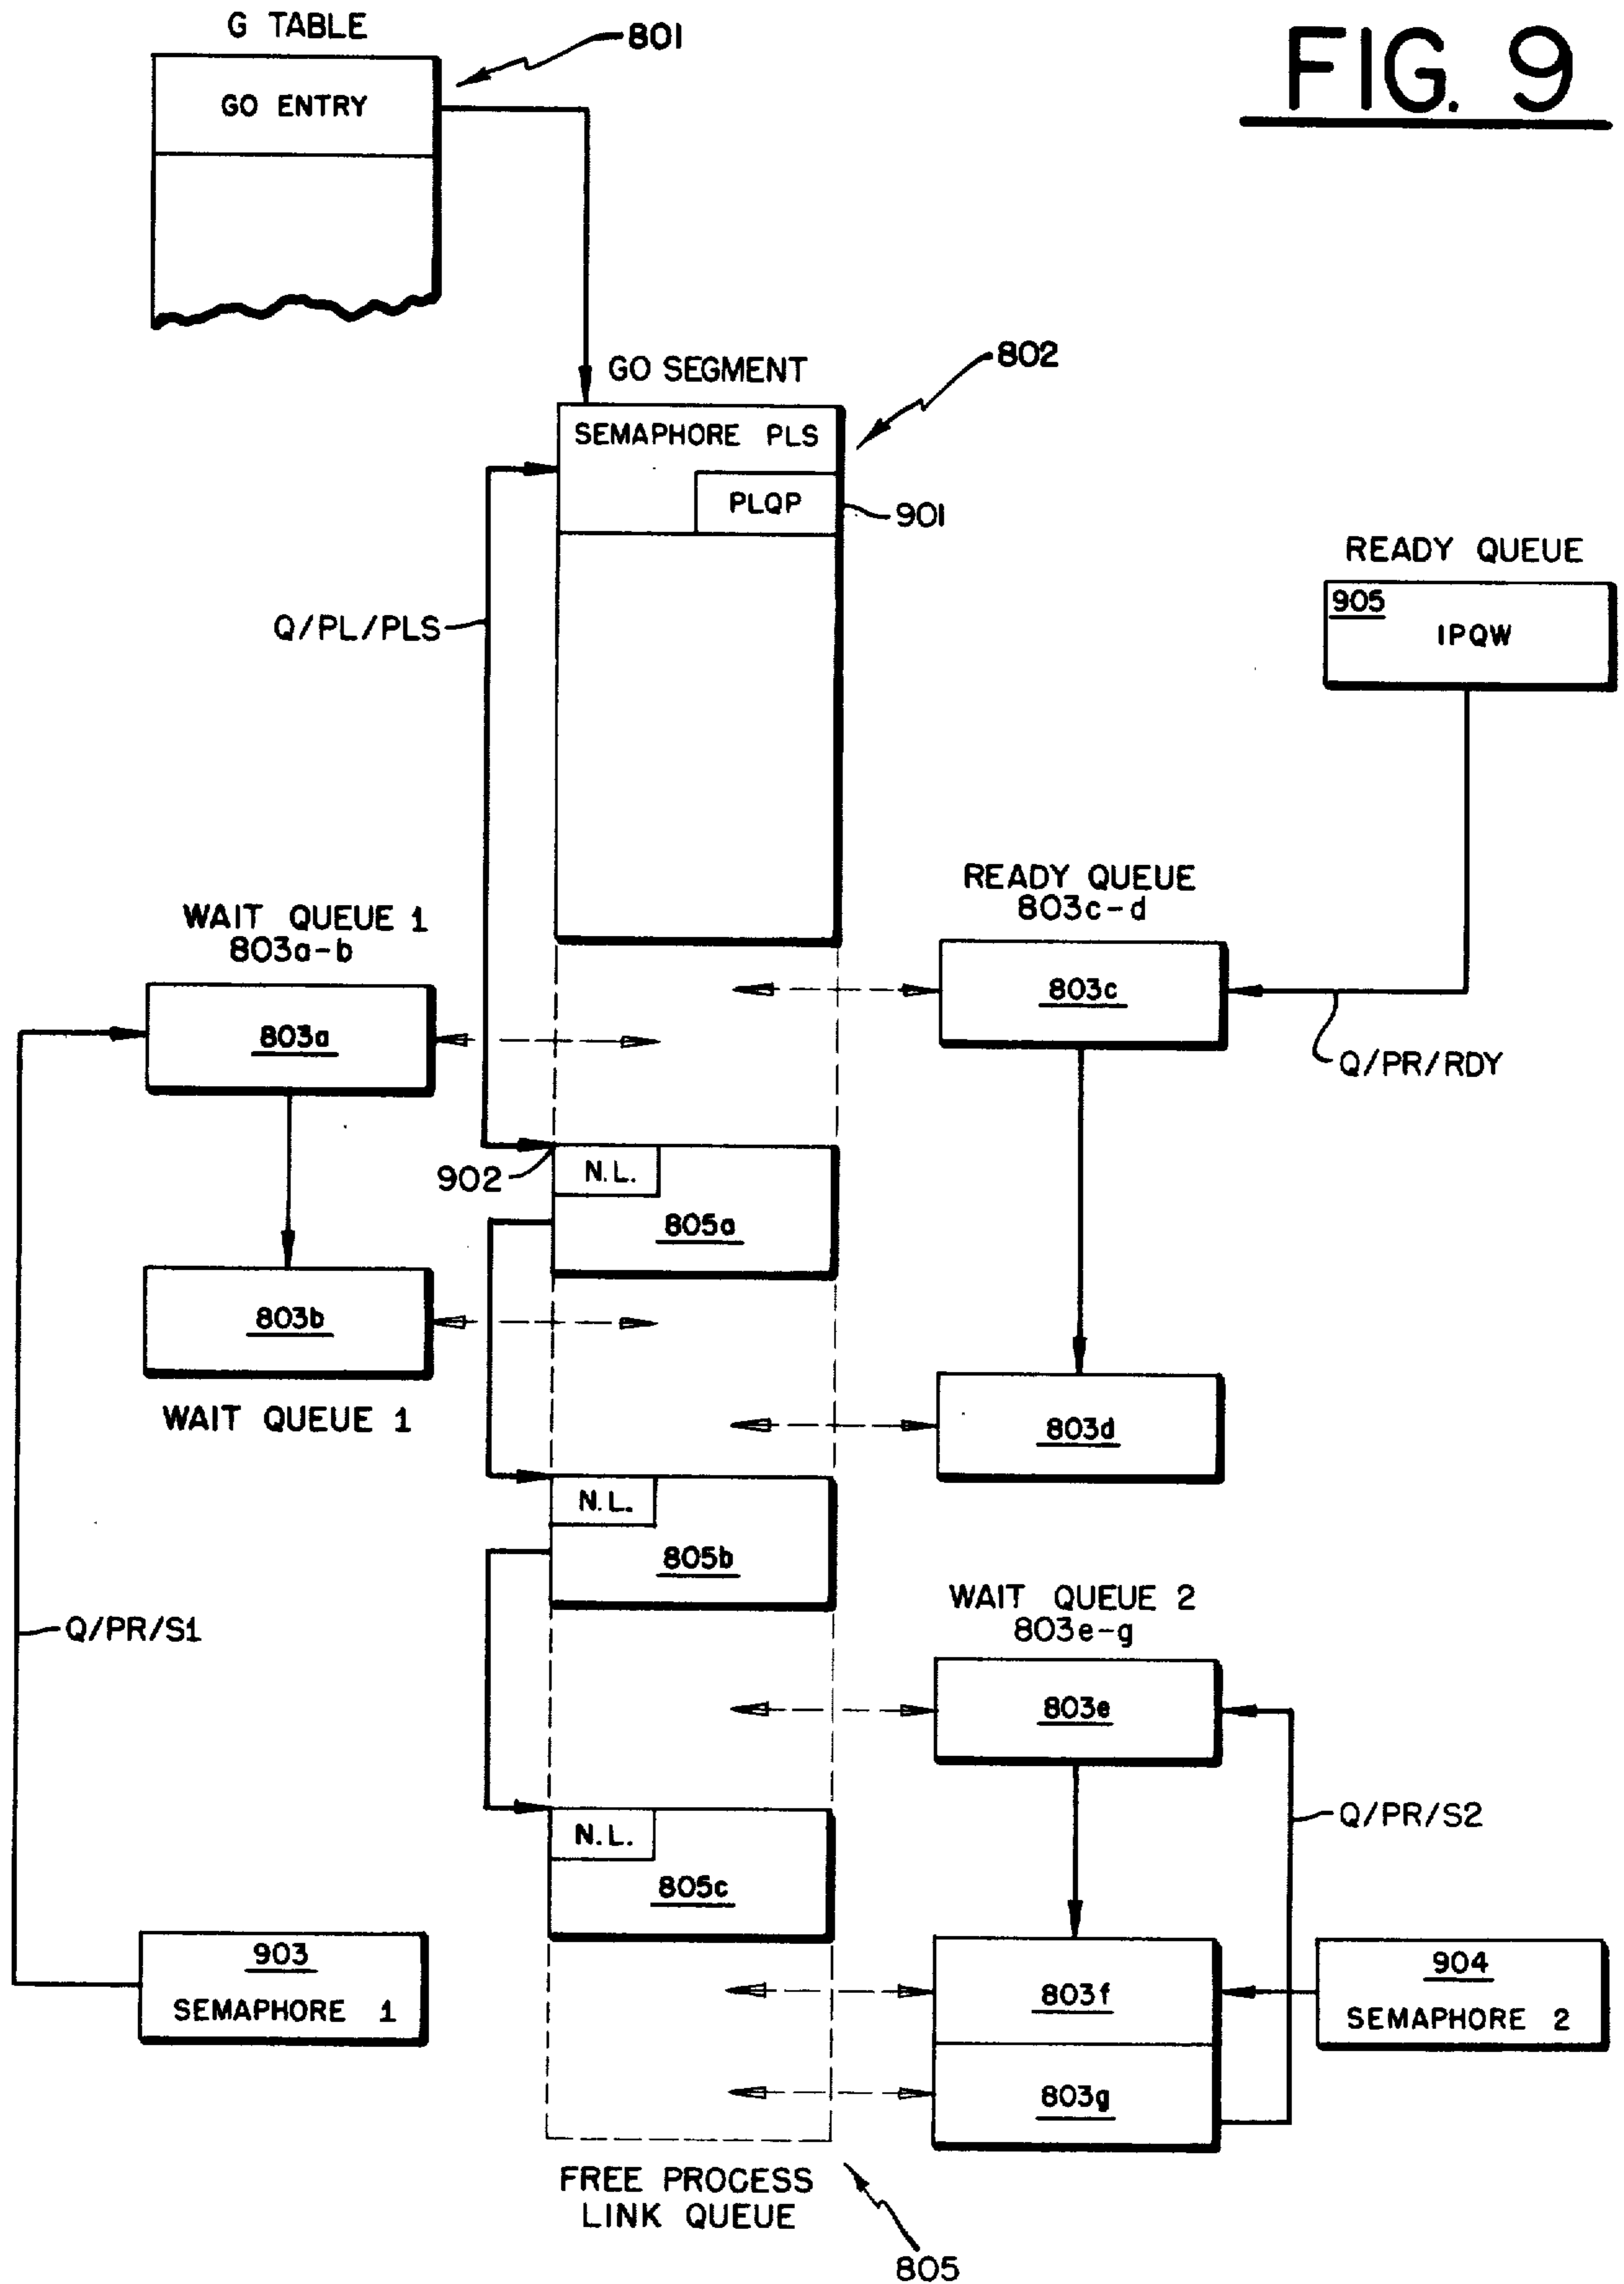 G TABLE
801
FIG. 9
GO ENTRY
GO SEGMENT
802
SEMAPHORE PLS
PLQP
901
READY QUEUE
905
IPQW
Q/PL/PLS
READY QUEUE
803c-d
WAIT QUEUE 1
803a-b
803c
803a
Q/PR/RDY
902
N.L.
805a
803b
WAIT QUEUE 1
803d
N.L.
805b
WAIT QUEUE 2
803e-g
Q/PR/S1
803e
Q/PR/S2
N.L.
805c
903
SEMAPHORE 1
803f
904
SEMAPHORE 2
803g
FREE PROCESS
LINK QUEUE
805